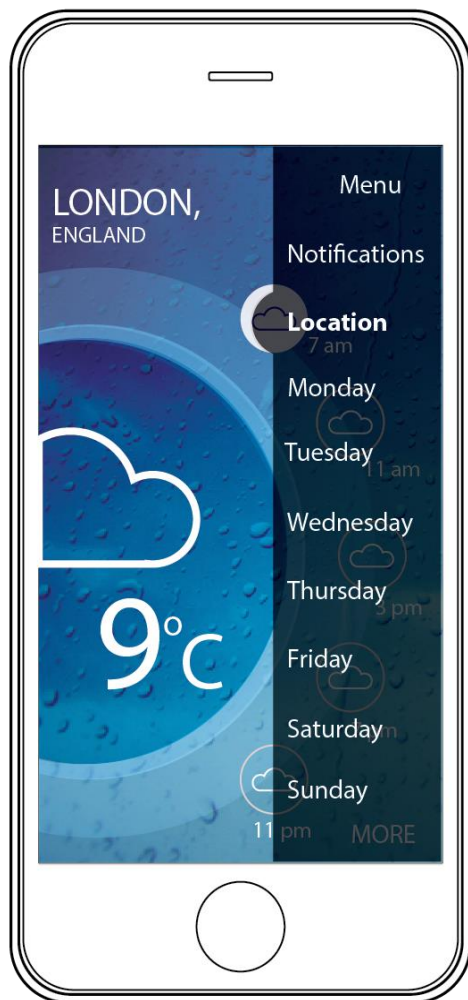 LONDON,
ENGLAND
Menu
Notifications
Location
7 am
Monday
Tuesday
11 am
Wednesday
Thursday
3 pm
Friday
Saturday
Sunday
9°C
11 pm
MORE